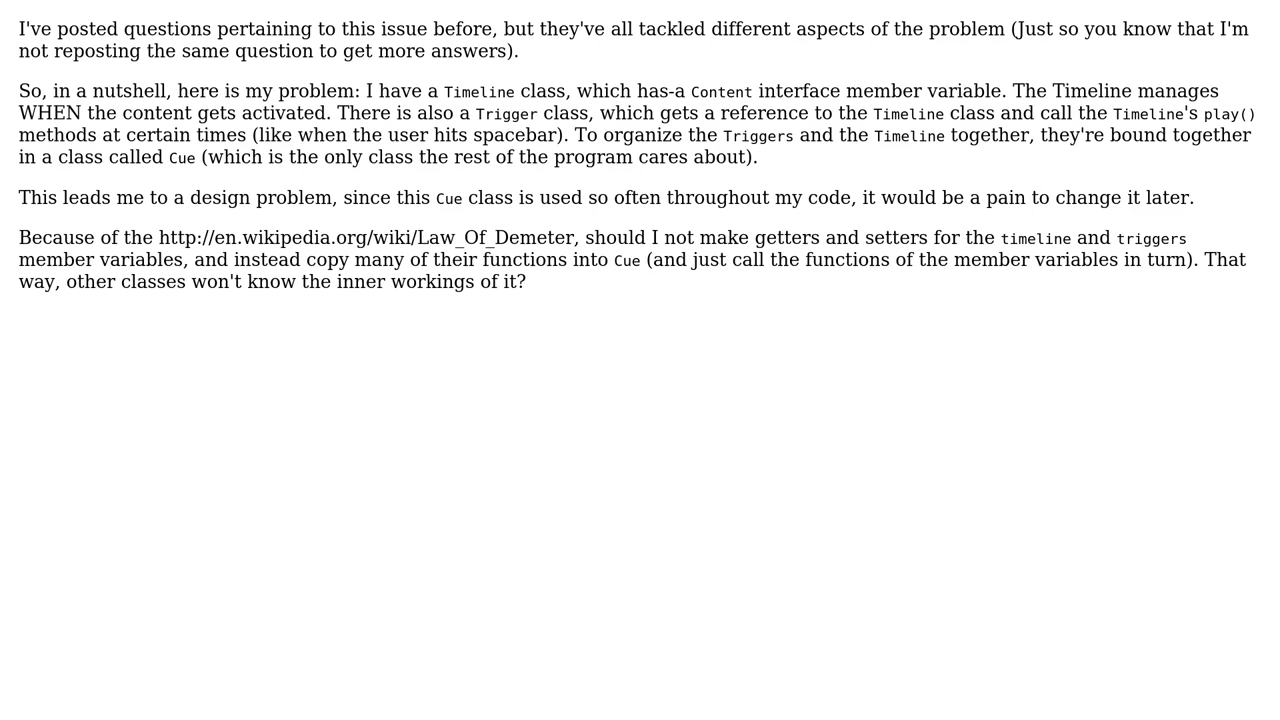 I've posted questions pertaining to this issue before, but they've all tackled different aspects of the problem (Just so you know that I'm
not reposting the same question to get more answers).
So, in a nutshell, here is my problem: I have a Timeline class, which has-a Content interface member variable. The Timeline manages
WHEN the content gets activated. There is also a Trigger class, which gets a reference to the Timeline class and call the Timeline's play()
methods at certain times (like when the user hits spacebar). To organize the Triggers and the Timeline together, they're bound together
in a class called Cue (which is the only class the rest of the program cares about).
This leads me to a design problem, since this Cue class is used so often throughout my code, it would be a pain to change it later.
Because of the http://en.wikipedia.org/wiki/Law_Of_Demeter, should I not make getters and setters for the timeline and triggers
member variables, and instead copy many of their functions into Cue (and just call the functions of the member variables in turn). That
way, other classes won't know the inner workings of it?